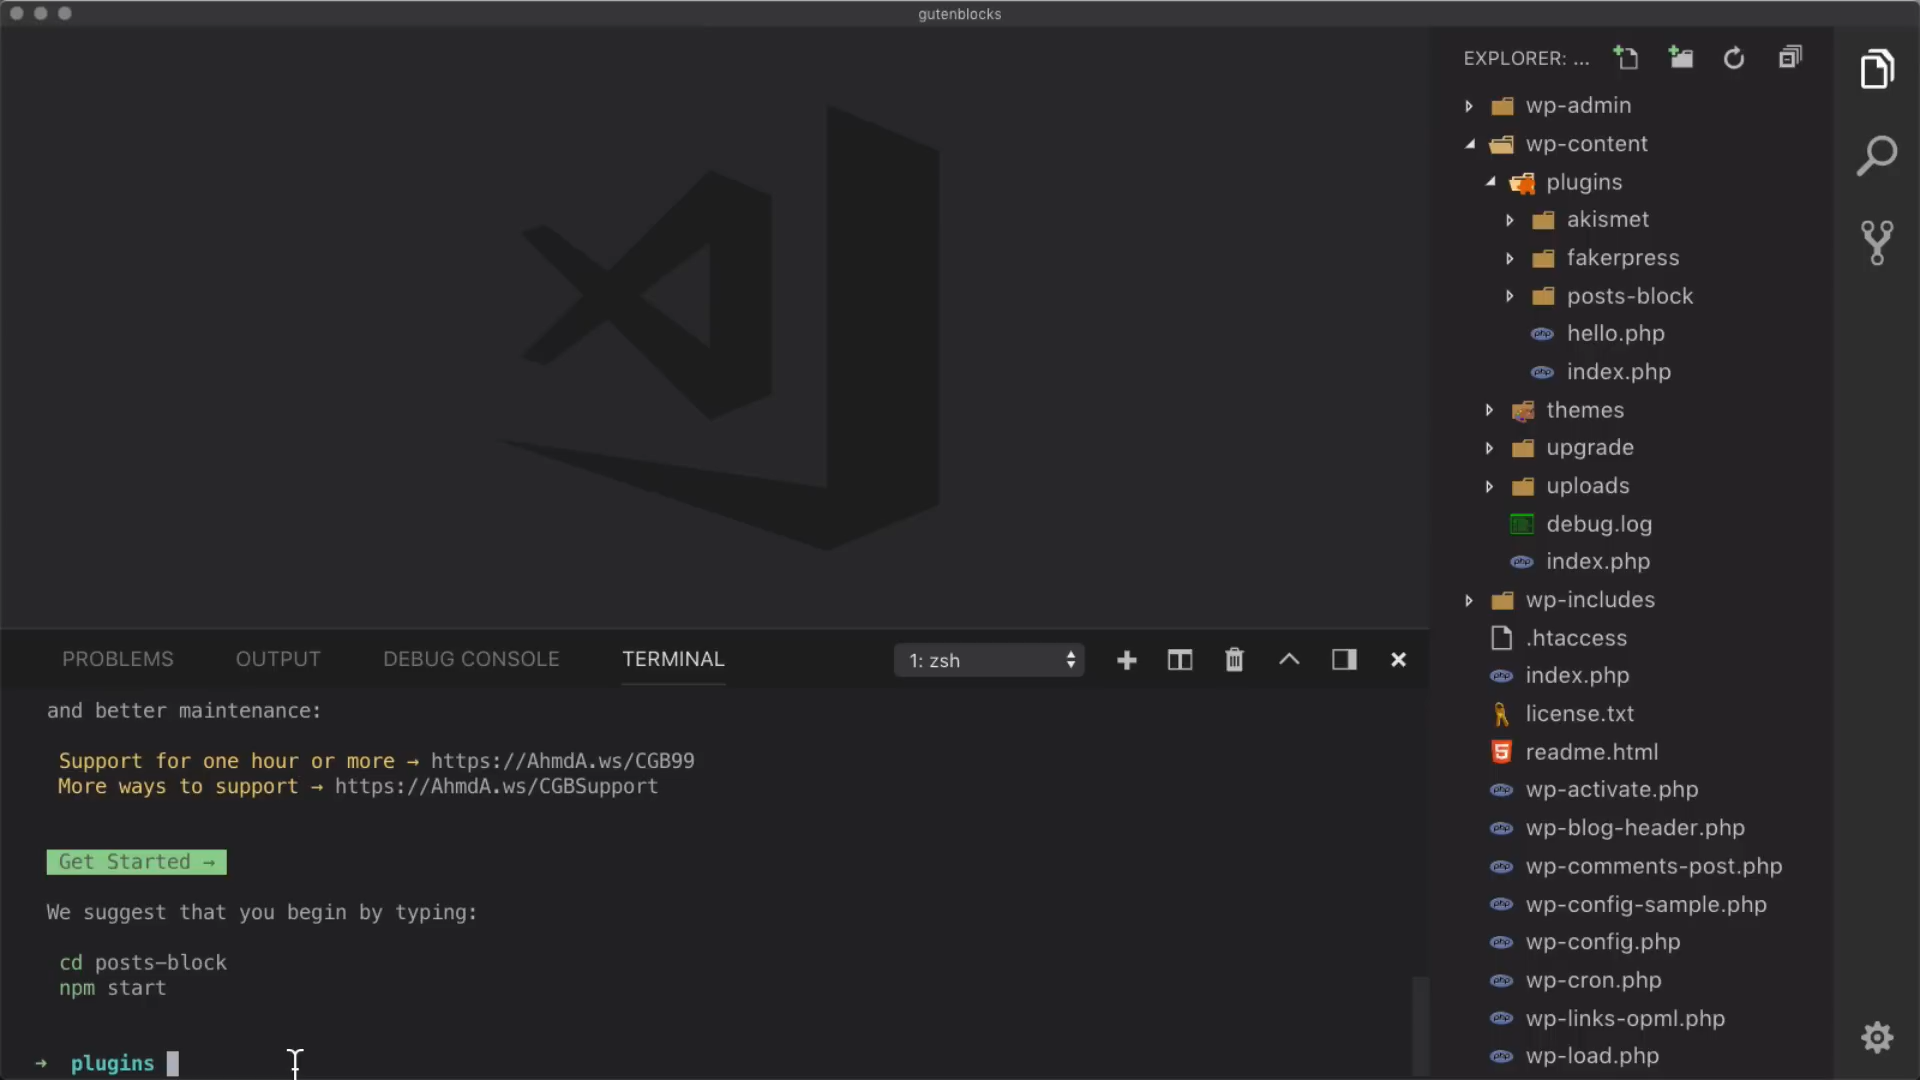 gutenblocks
EXPLORER: ...
wp-admin
wp-content
plugins
akismet
fakerpress
posts-block
hello.php
index.php
themes
upgrade
uploads
debug.log
index.php
wp-includes
.htaccess
index.php
license.txt
readme.html
wp-activate.php
wp-blog-header.php
wp-comments-post.php
wp-config-sample.php
wp-config.php
wp-cron.php
wp-links-opml.php
wp-load.php
PROBLEMS OUTPUT DEBUG CONSOLE TERMINAL 1: zsh
and better maintenance:
Support for one hour or more → https://AhmdA.ws/CGB99
More ways to support → https://AhmdA.ws/CGBSupport
Get Started →
We suggest that you begin by typing:
cd posts-block
npm start
→ plugins